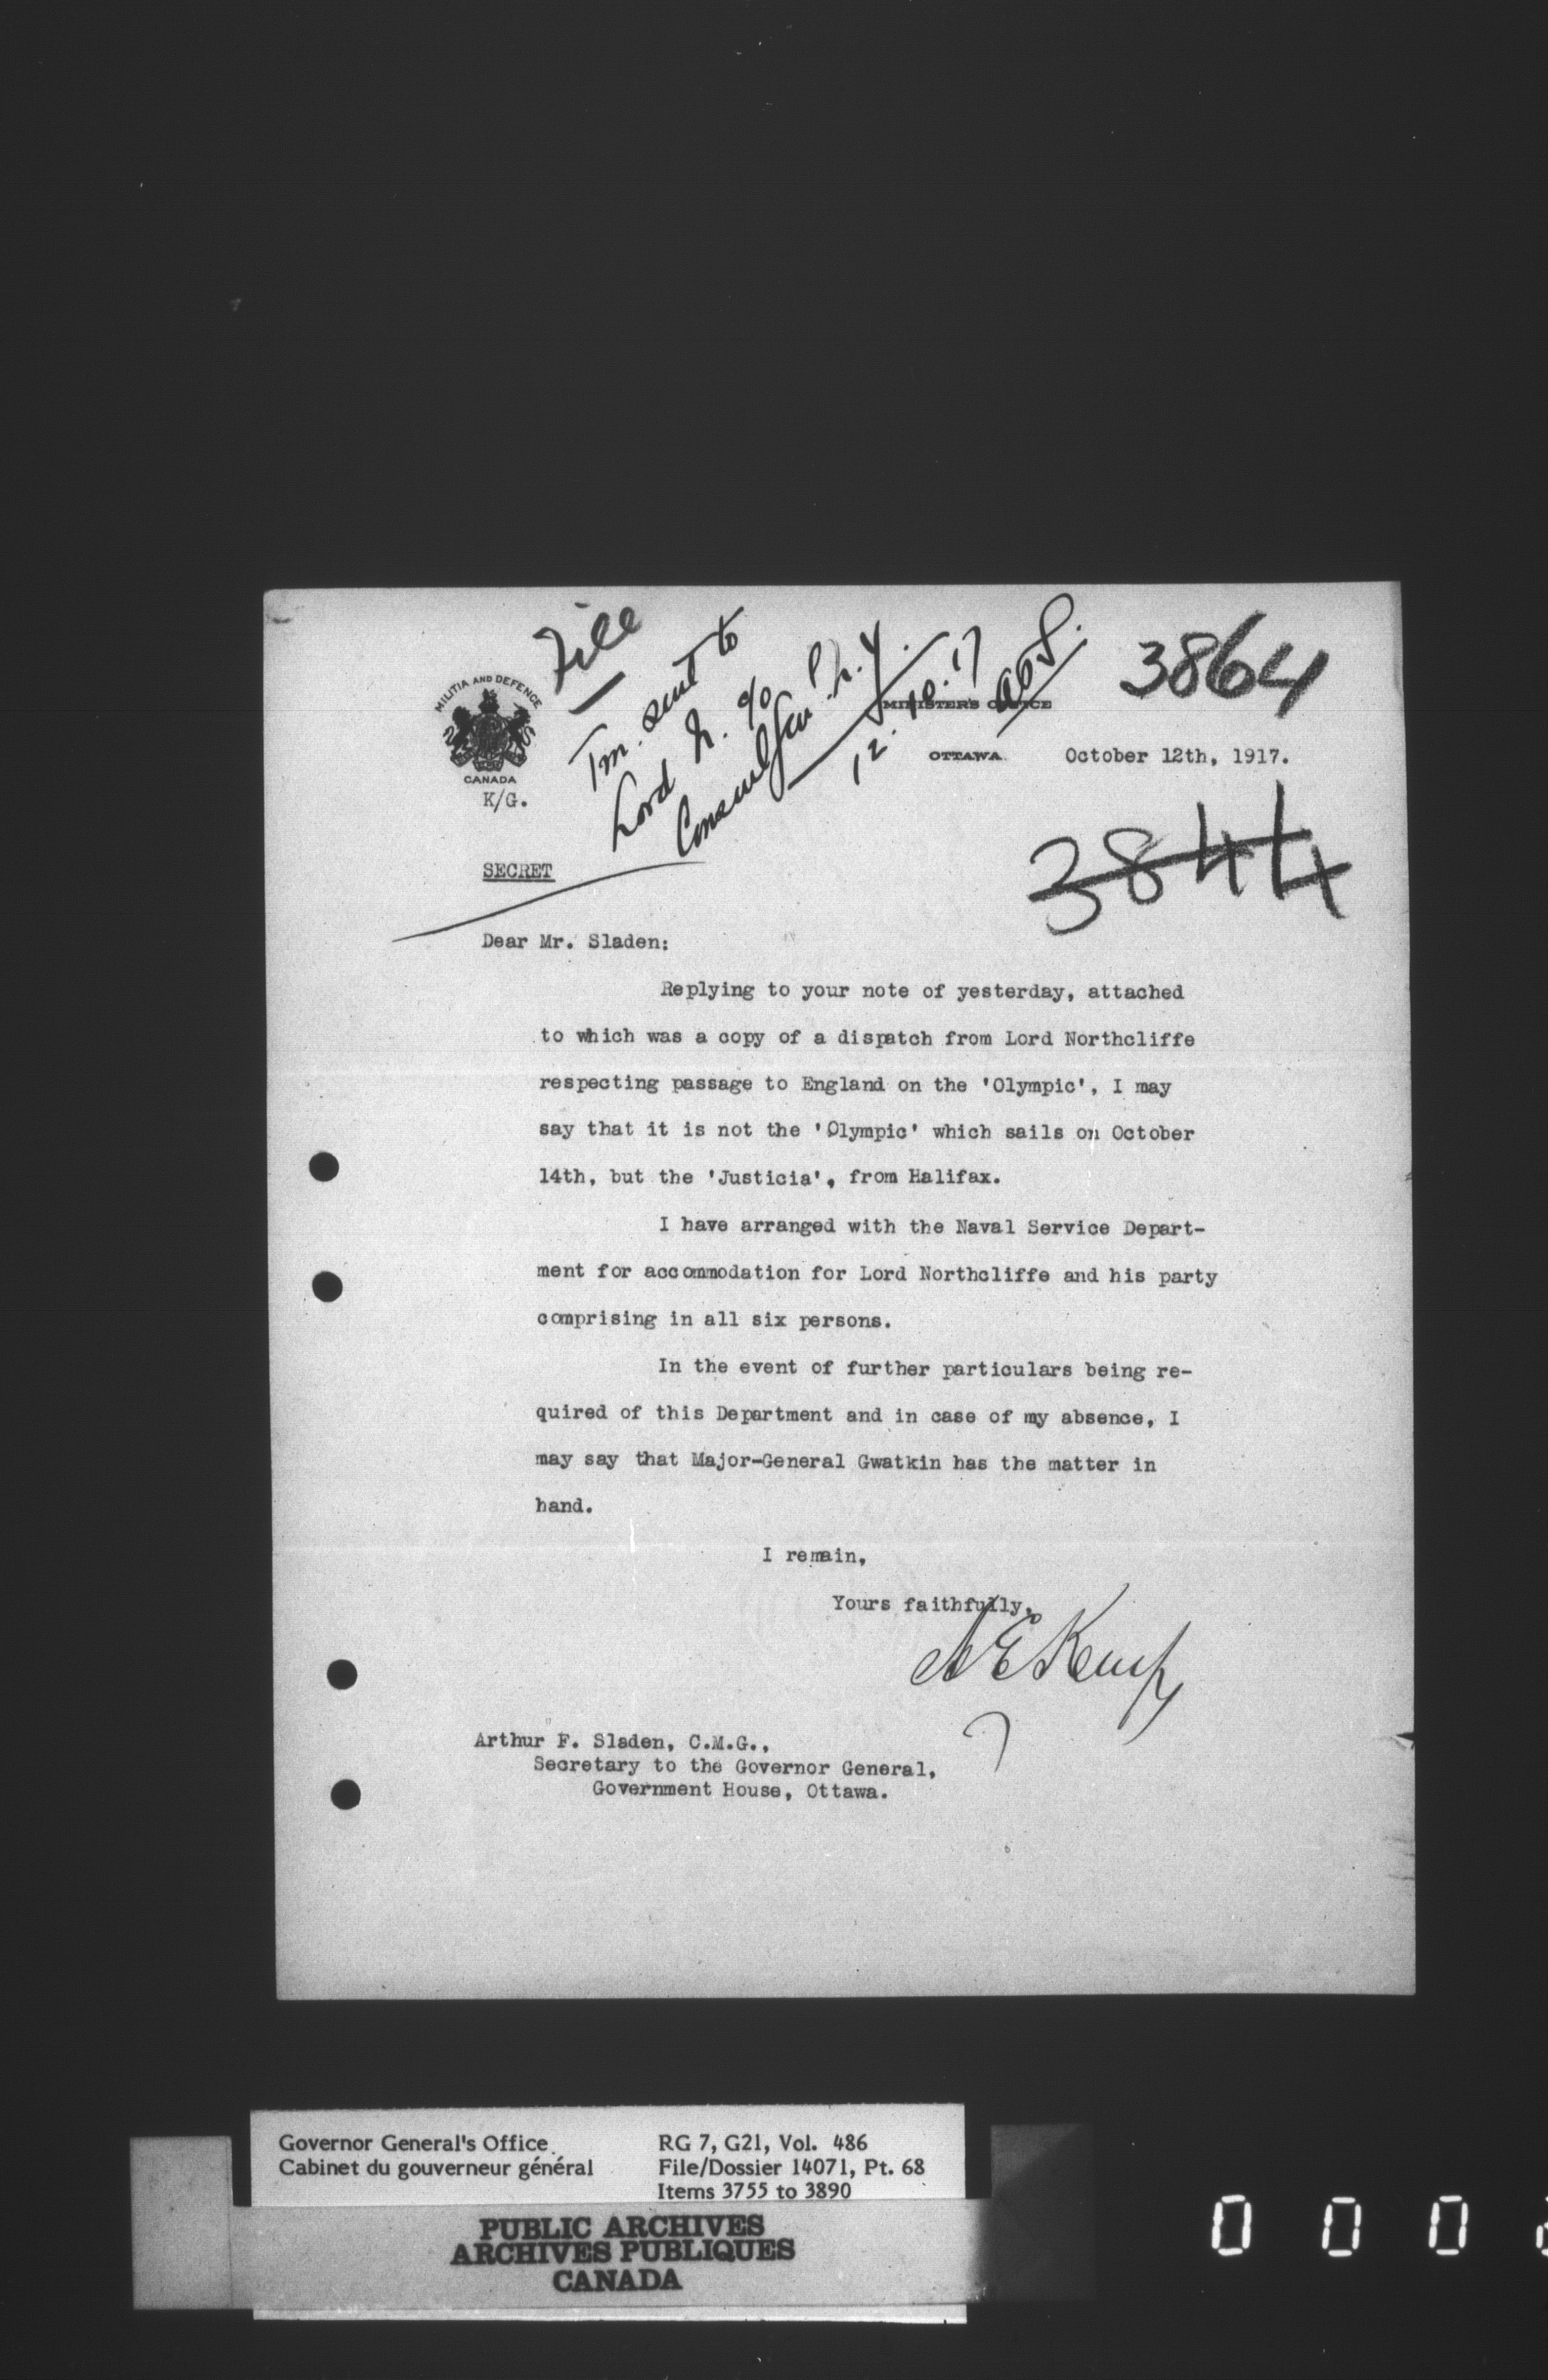 File
Tm. sent to
Lord N. c/o
Consul Gen. N.Y.
12.10.17
3864
MILITIA AND DEFENCE
CANADA
MINISTER'S OFFICE
OTTAWA October 12th, 1917.
K/G.
3844
SECRET
Dear Mr. Sladen:
Replying to your note of yesterday, attached
to which was a copy of a dispatch from Lord Northcliffe
respecting passage to England on the 'Olympic', I may
say that it is not the 'Olympic' which sails on October
14th, but the 'Justicia', from Halifax.
I have arranged with the Naval Service Depart-
ment for accommodation for Lord Northcliffe and his party
comprising in all six persons.
In the event of further particulars being re-
quired of this Department and in case of my absence, I
may say that Major-General Gwatkin has the matter in
hand.
I remain,
Yours faithfully,
A E Kemp
Arthur F. Sladen, C.M.G.,
Secretary to the Governor General,
Government House, Ottawa.
Governor General's Office RG 7, G21, Vol. 486
Cabinet du gouverneur général File/Dossier 14071, Pt. 68
Items 3755 to 3890
PUBLIC ARCHIVES
ARCHIVES PUBLIQUES
CANADA
0 0 0